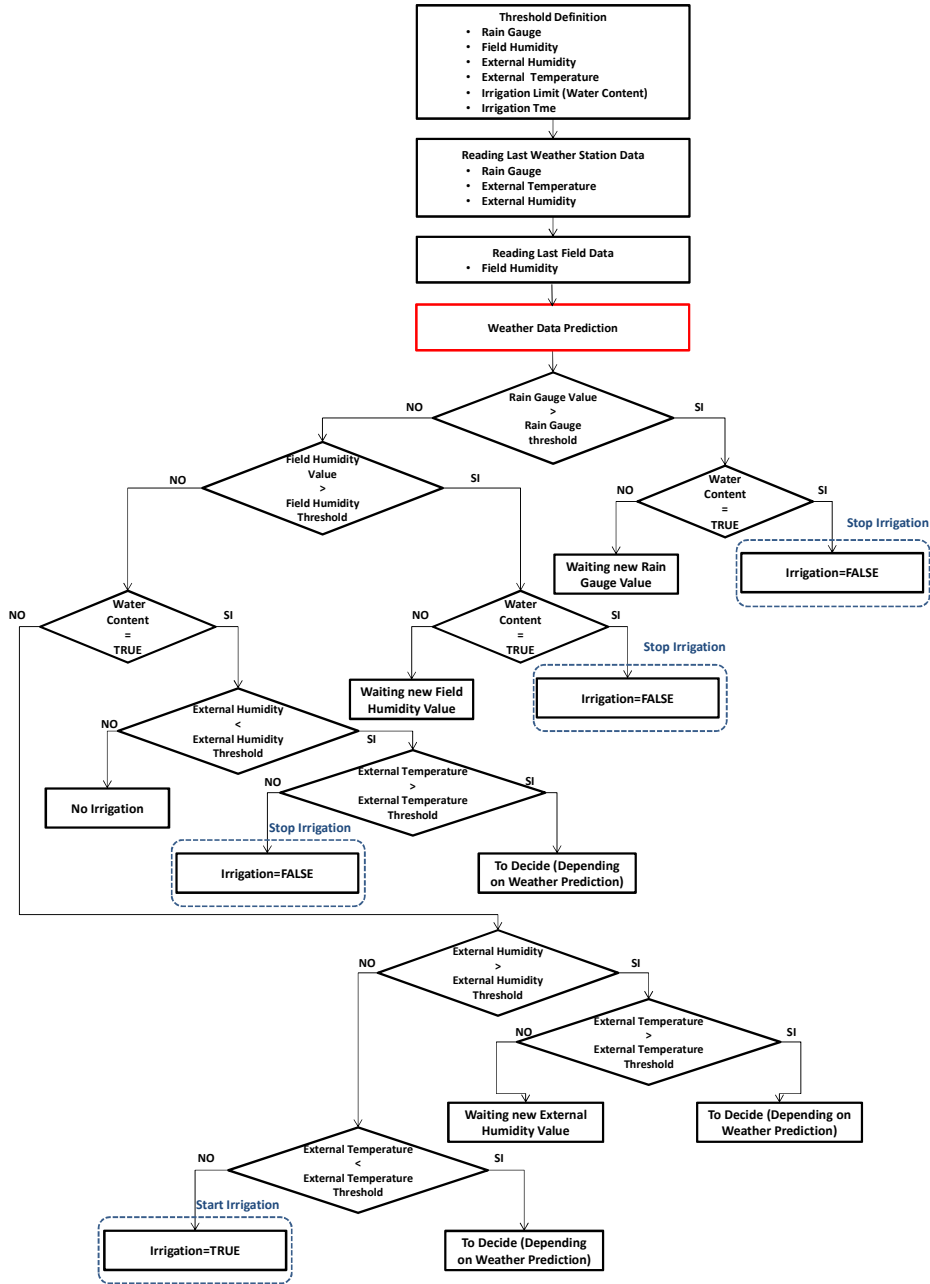 Threshold Definition
• Rain Gauge
• Field Humidity
• External Humidity
• External Temperature
• Irrigation Limit (Water Content)
• Irrigation Tme
Reading Last Weather Station Data
• Rain Gauge
• External Temperature
• External Humidity
Reading Last Field Data
• Field Humidity
Weather Data Prediction
NO
Rain Gauge Value
>
Rain Gauge
threshold
SI
NO
Field Humidity
Value
>
Field Humidity
Threshold
SI
NO
Water
Content
=
TRUE
SI
Stop Irrigation
Waiting new Rain
Gauge Value
Irrigation=FALSE
NO
Water
Content
=
TRUE
SI
NO
Water
Content
=
TRUE
SI
Stop Irrigation
Waiting new Field
Humidity Value
Irrigation=FALSE
NO
External Humidity
<
External Humidity
Threshold
SI
No Irrigation
NO
External Temperature
>
External Temperature
Threshold
SI
Stop Irrigation
Irrigation=FALSE
To Decide (Depending
on Weather Prediction)
NO
External Humidity
>
External Humidity
Threshold
SI
NO
External Temperature
>
External Temperature
Threshold
SI
Waiting new External
Humidity Value
To Decide (Depending on
Weather Prediction)
NO
External Temperature
<
External Temperature
Threshold
SI
Start Irrigation
Irrigation=TRUE
To Decide (Depending
on Weather Prediction)